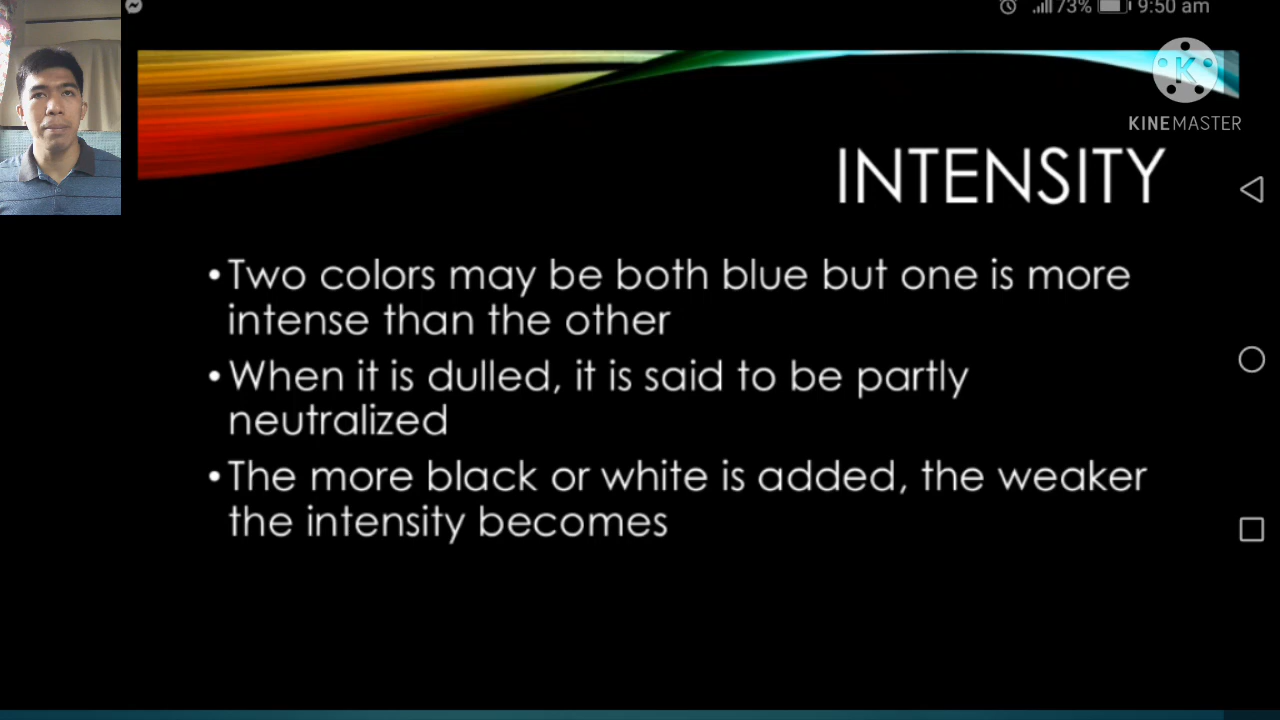 73% 9:50 am
KINEMASTER
INTENSITY
• Two colors may be both blue but one is more
intense than the other
• When it is dulled, it is said to be partly
neutralized
• The more black or white is added, the weaker
the intensity becomes